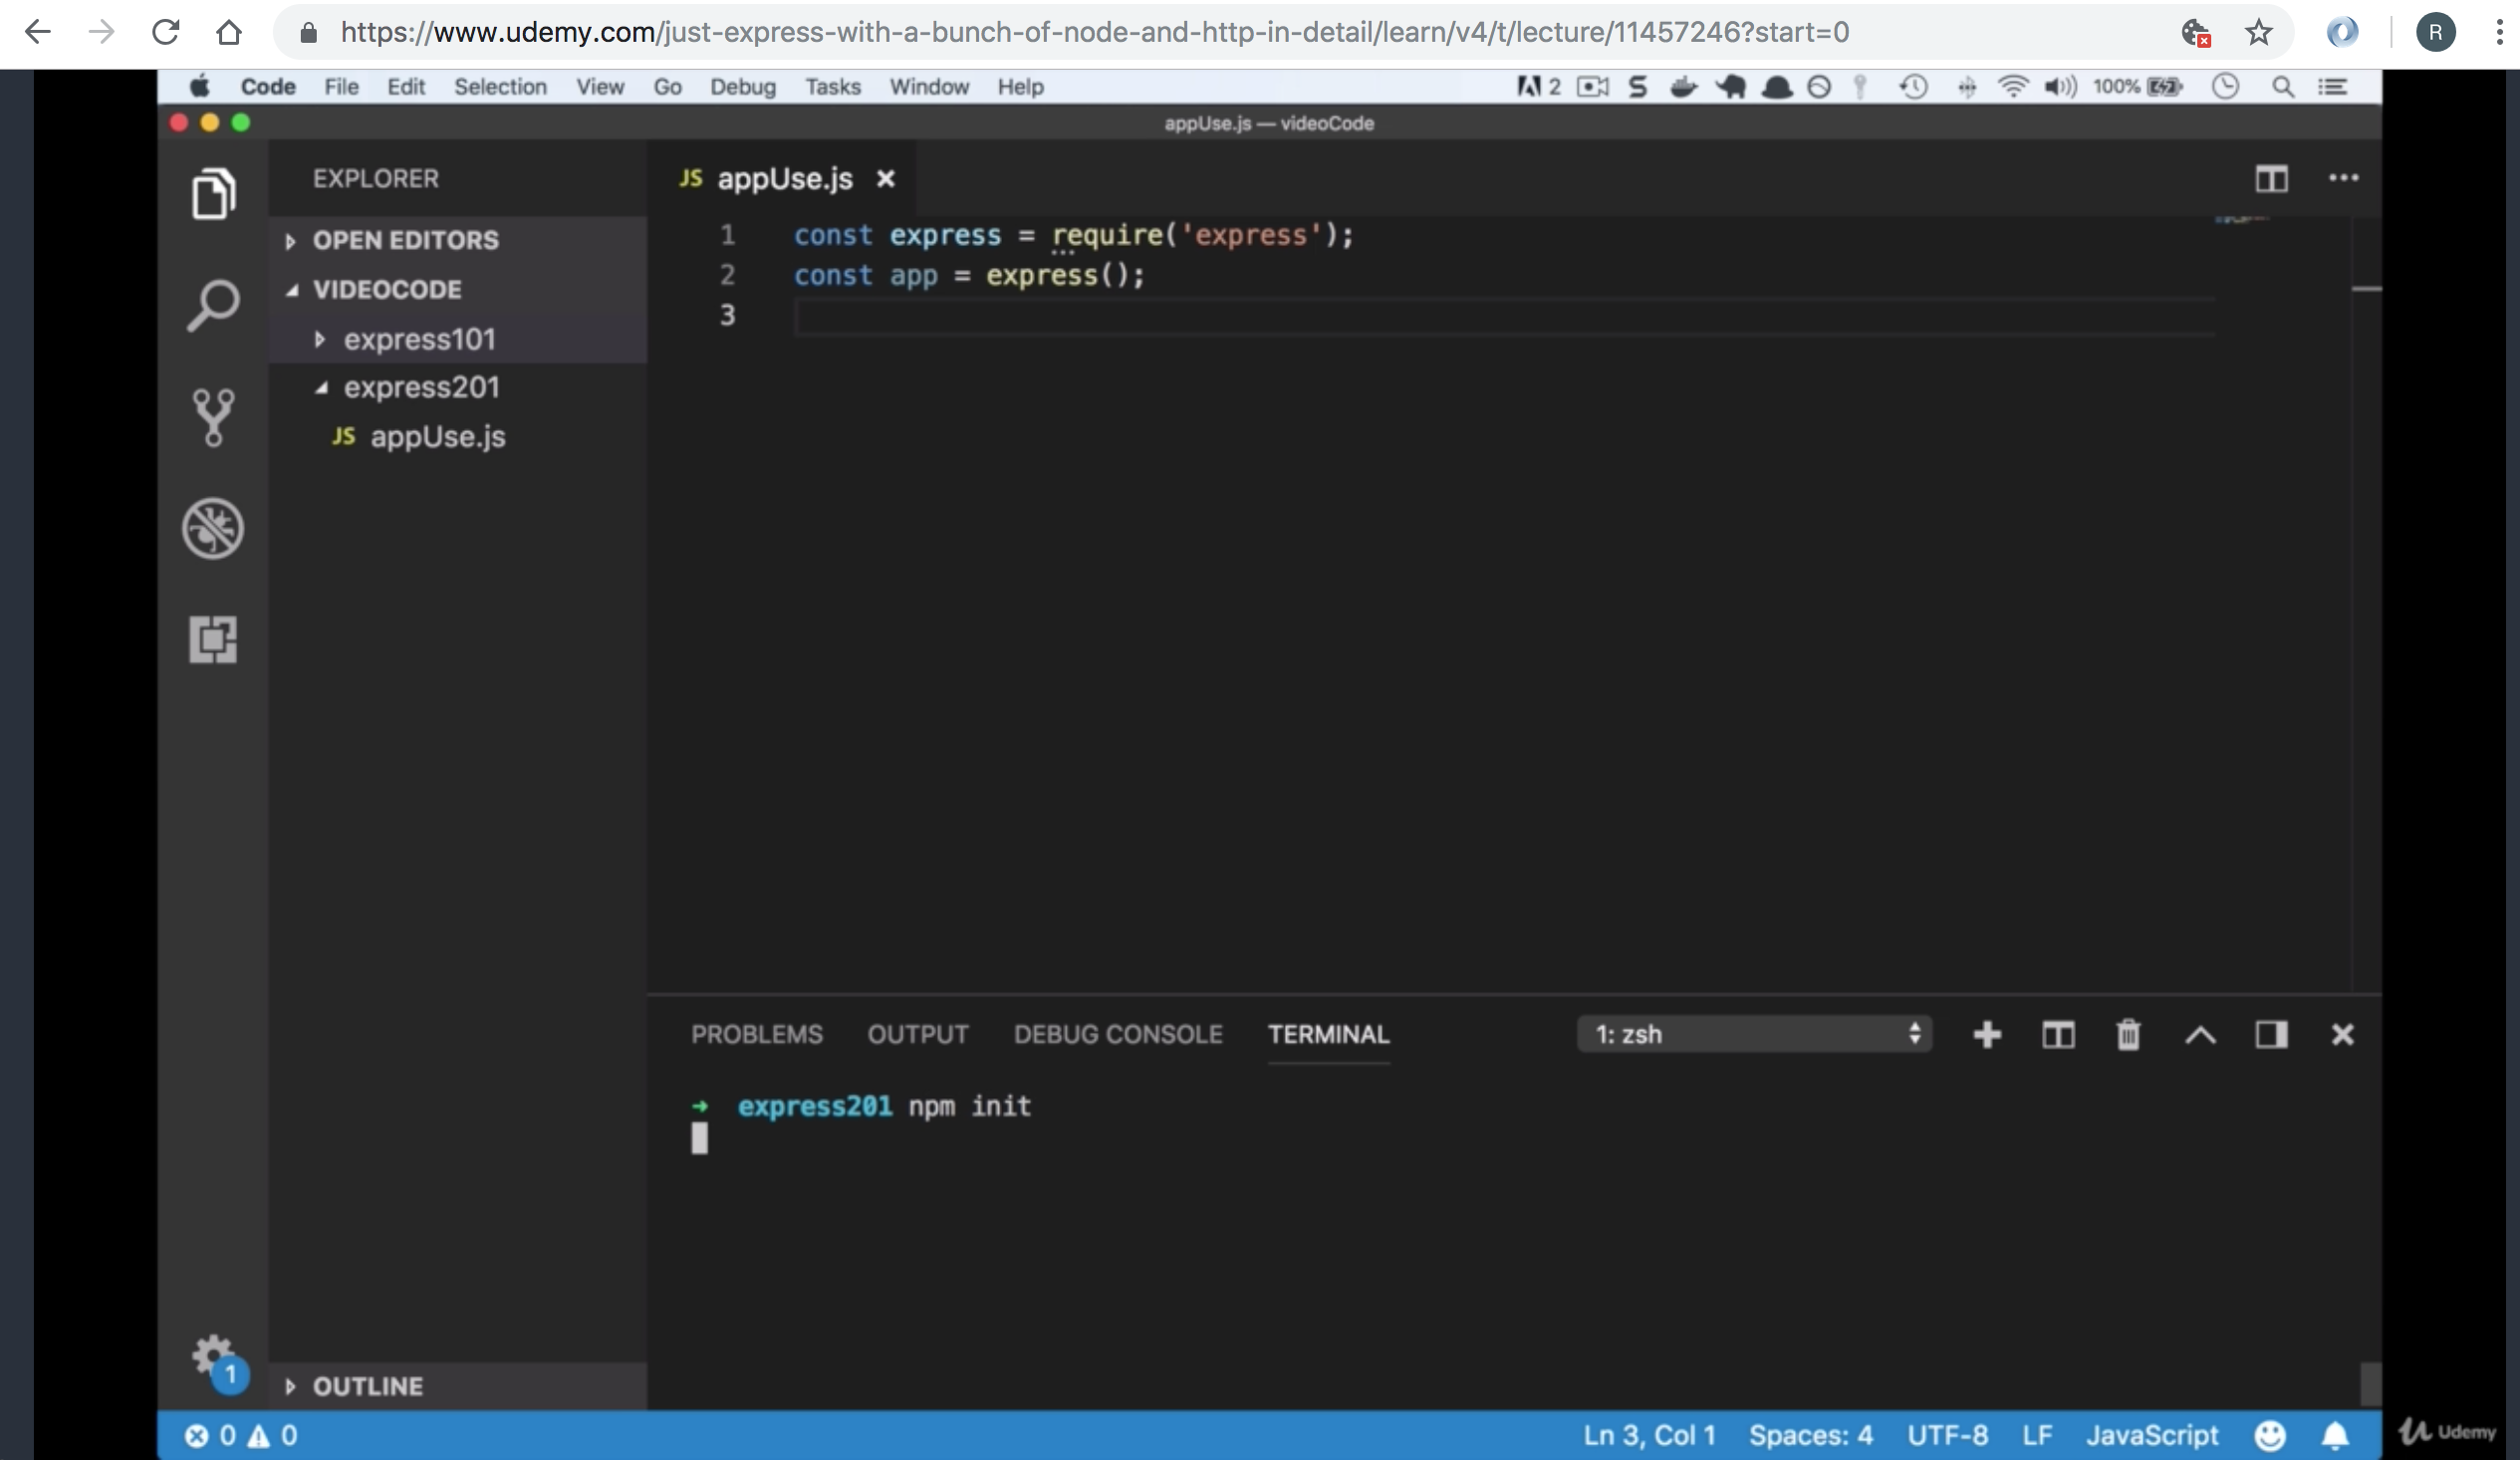 https://www.udemy.com/just-express-with-a-bunch-of-node-and-http-in-detail/learn/v4/t/lecture/11457246?start=0
R
Code File Edit Selection View Go Debug Tasks Window Help
2 100%
appUse.js — videoCode
EXPLORER
JS appUse.js
OPEN EDITORS
VIDEOCODE
express101
express201
JS appUse.js
1 const express = require('express');
2 const app = express();
3
PROBLEMS OUTPUT DEBUG CONSOLE TERMINAL 1: zsh
express201 npm init
1
OUTLINE
0 0 Ln 3, Col 1 Spaces: 4 UTF-8 LF JavaScript
Udemy